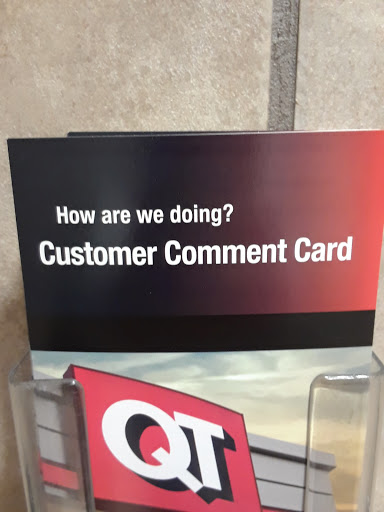 How are we doing?
Customer Comment Card
QT